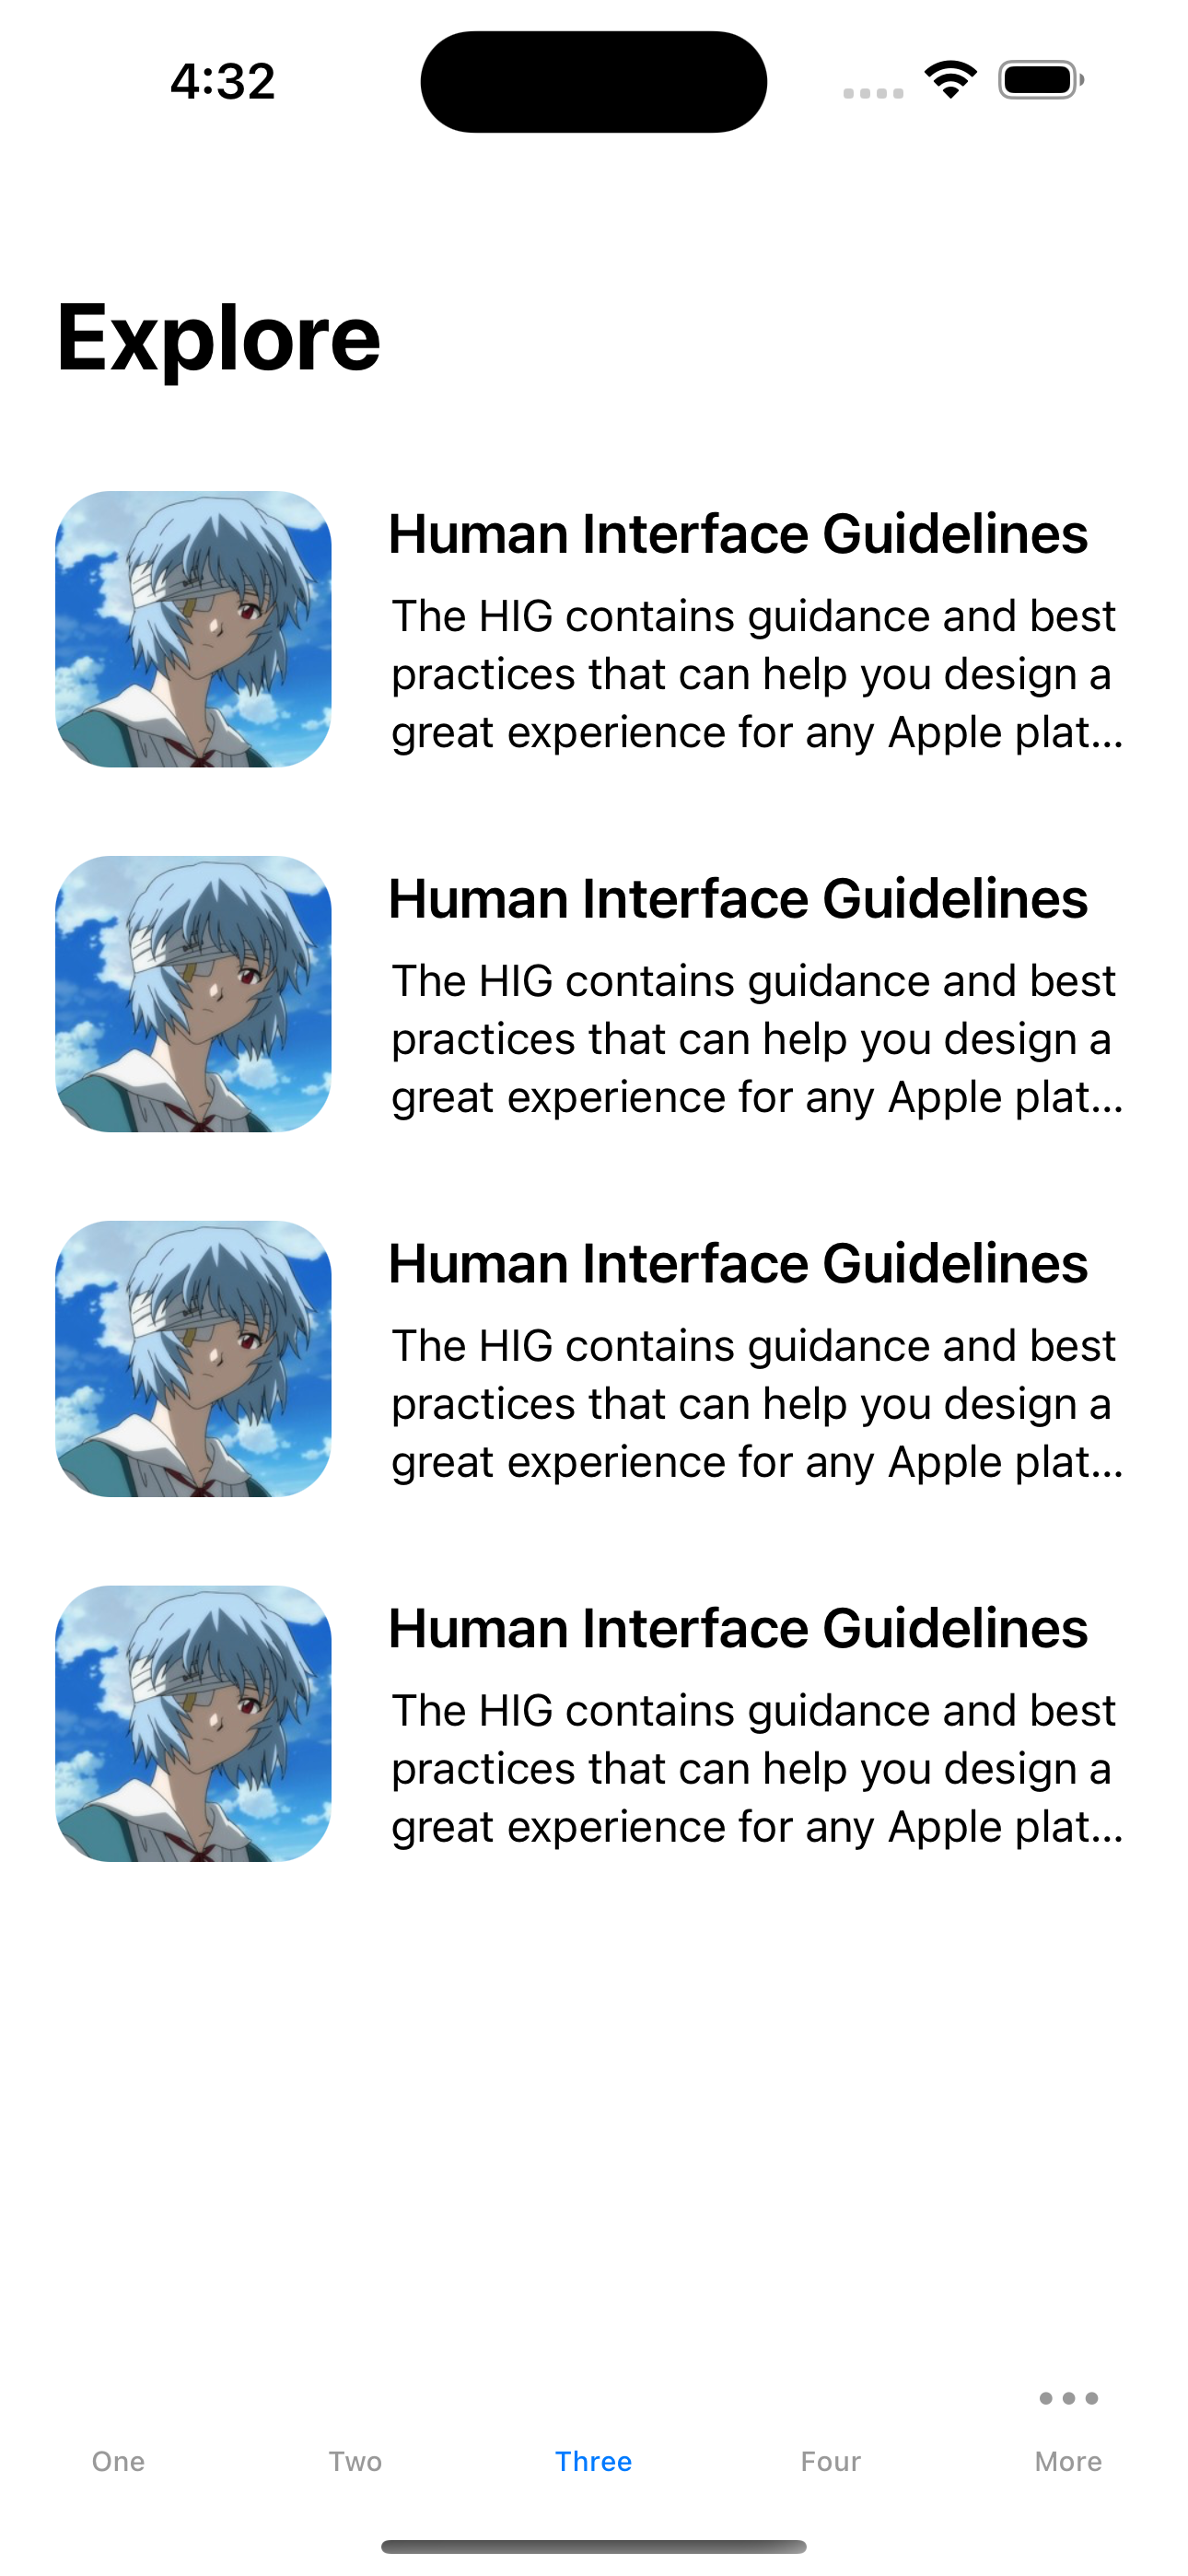 4:32
Explore
Human Interface Guidelines
The HIG contains guidance and best
practices that can help you design a
great experience for any Apple plat...
Human Interface Guidelines
The HIG contains guidance and best
practices that can help you design a
great experience for any Apple plat...
Human Interface Guidelines
The HIG contains guidance and best
practices that can help you design a
great experience for any Apple plat...
Human Interface Guidelines
The HIG contains guidance and best
practices that can help you design a
great experience for any Apple plat...
One Two Three Four More